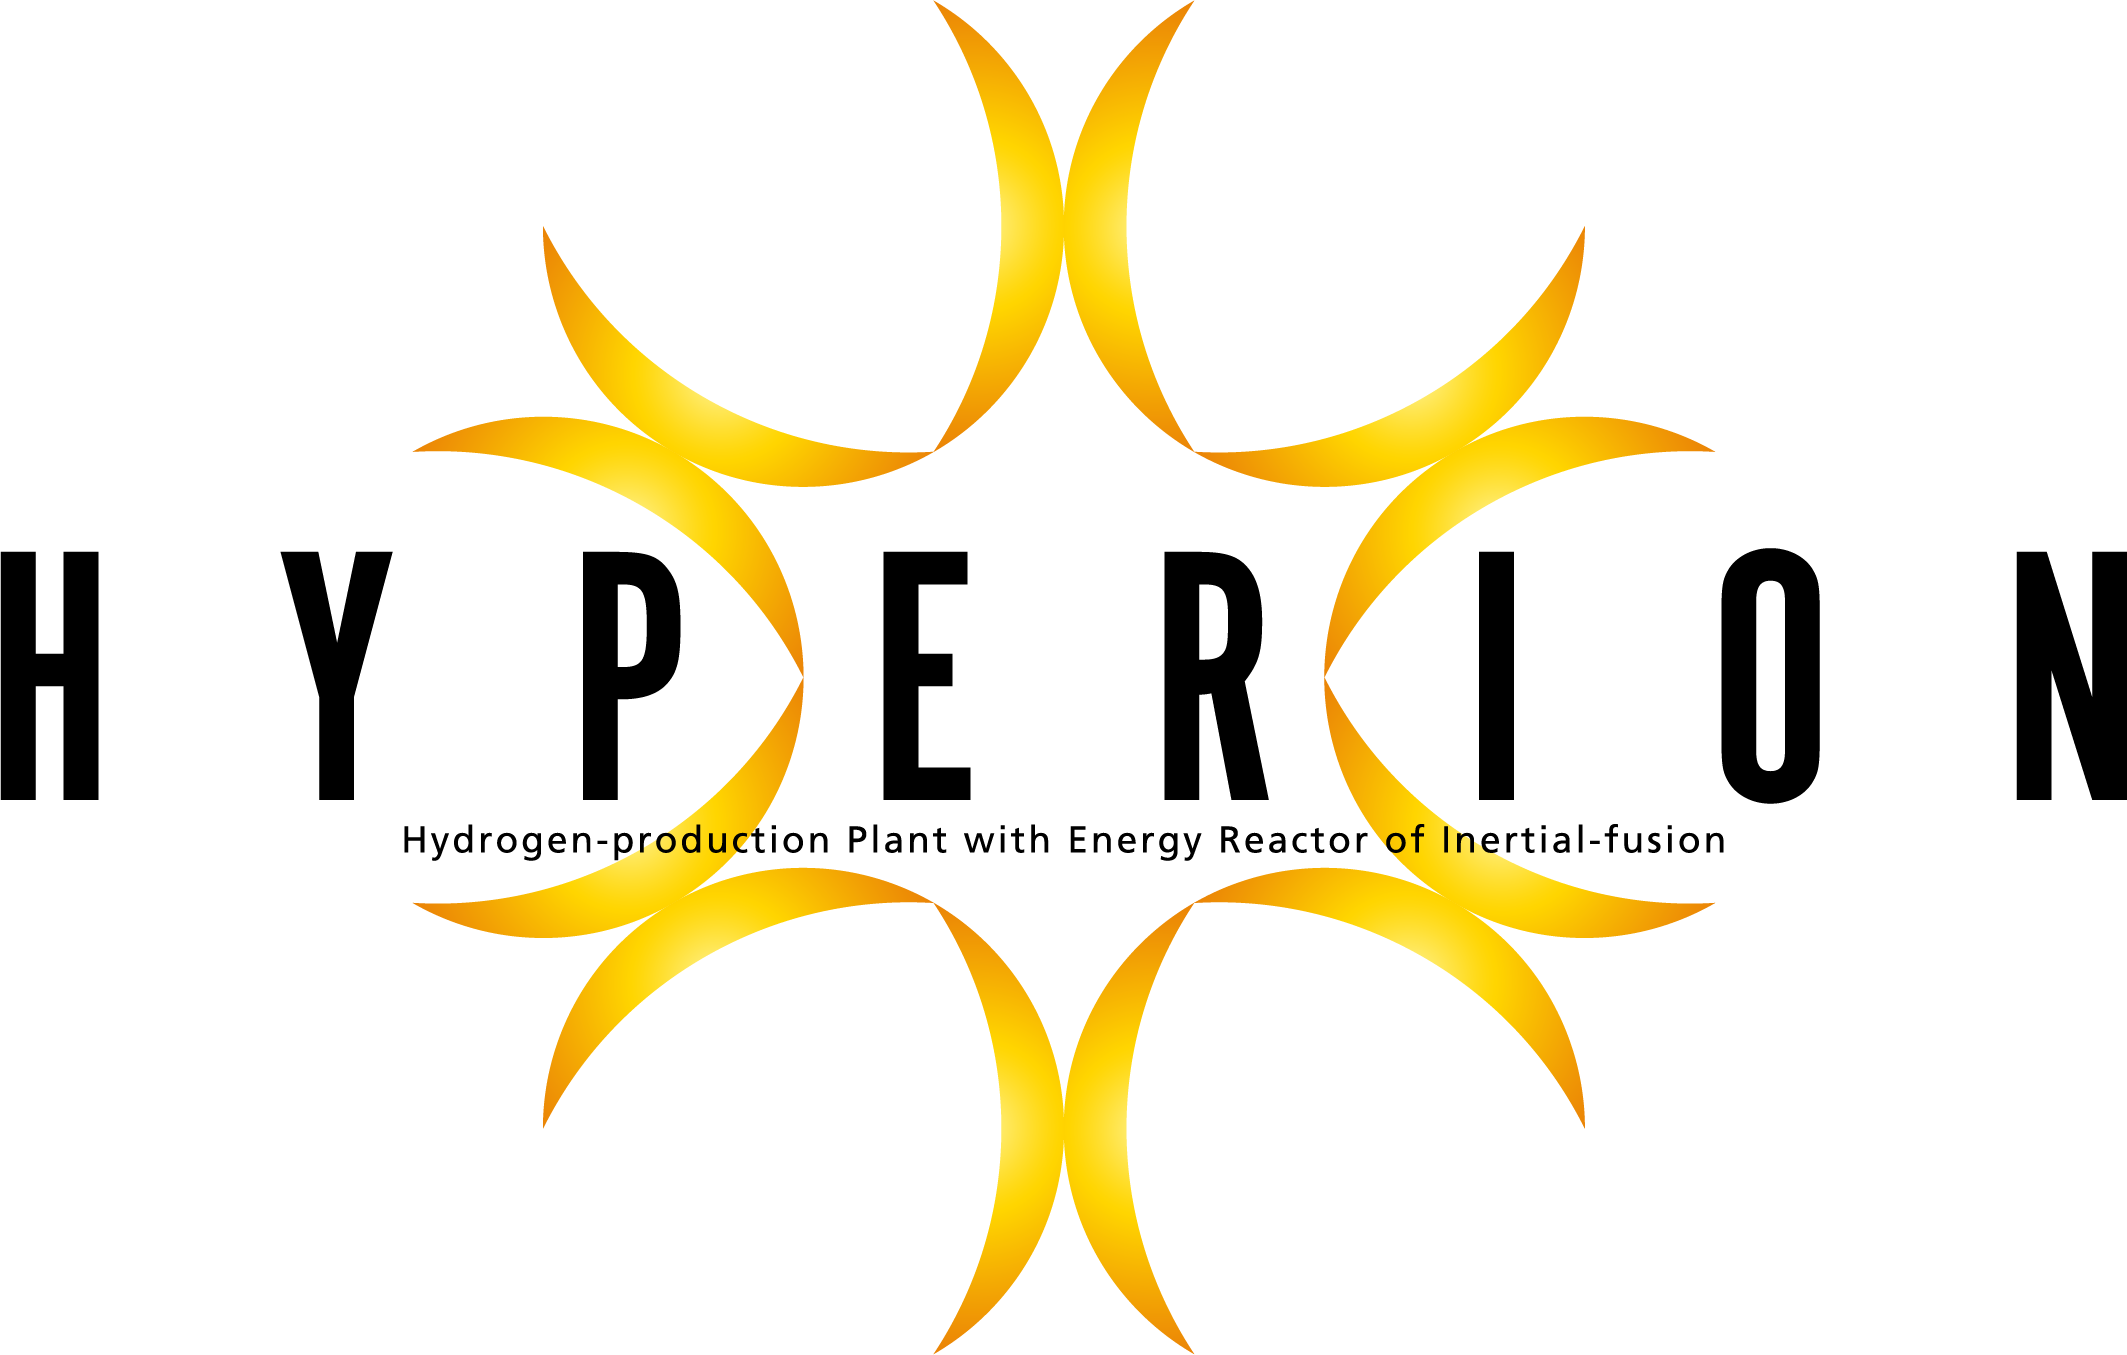 HYPERION
Hydrogen-production Plant with Energy Reactor of Inertial-fusion